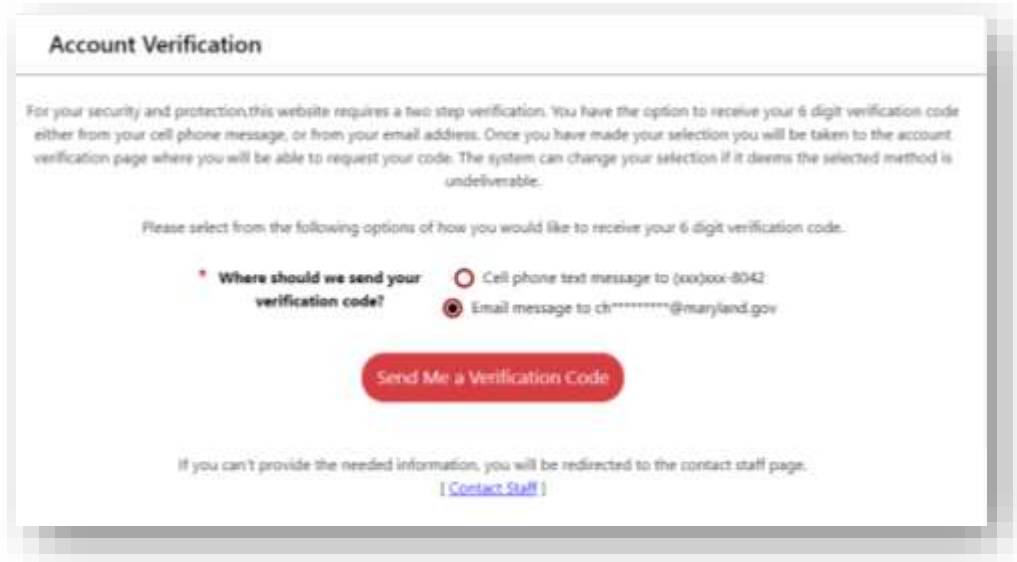 Account Verification
For your security and protection,this website requires a two step verification. You have the option to receive your 6 digit verification code
either from your cell phone message, or from your email address. Once you have made your selection you will be taken to the account
verification page where you will be able to request your code. The system can change your selection if it deems the selected method is
undeliverable.
Please select from the following options of how you would like to receive your 6 digit verification code.
* Where should we send your
verification code?
Cell phone text message to (xxx)xxx-8042
Email message to ch*********@maryland.gov
Send Me a Verification Code
If you can't provide the needed information, you will be redirected to the contact staff page.
[ Contact Staff ]